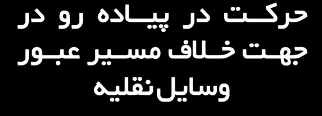 حرکت در پیاده رو در
جهت خلاف مسیر عبور
وسایل نقلیه